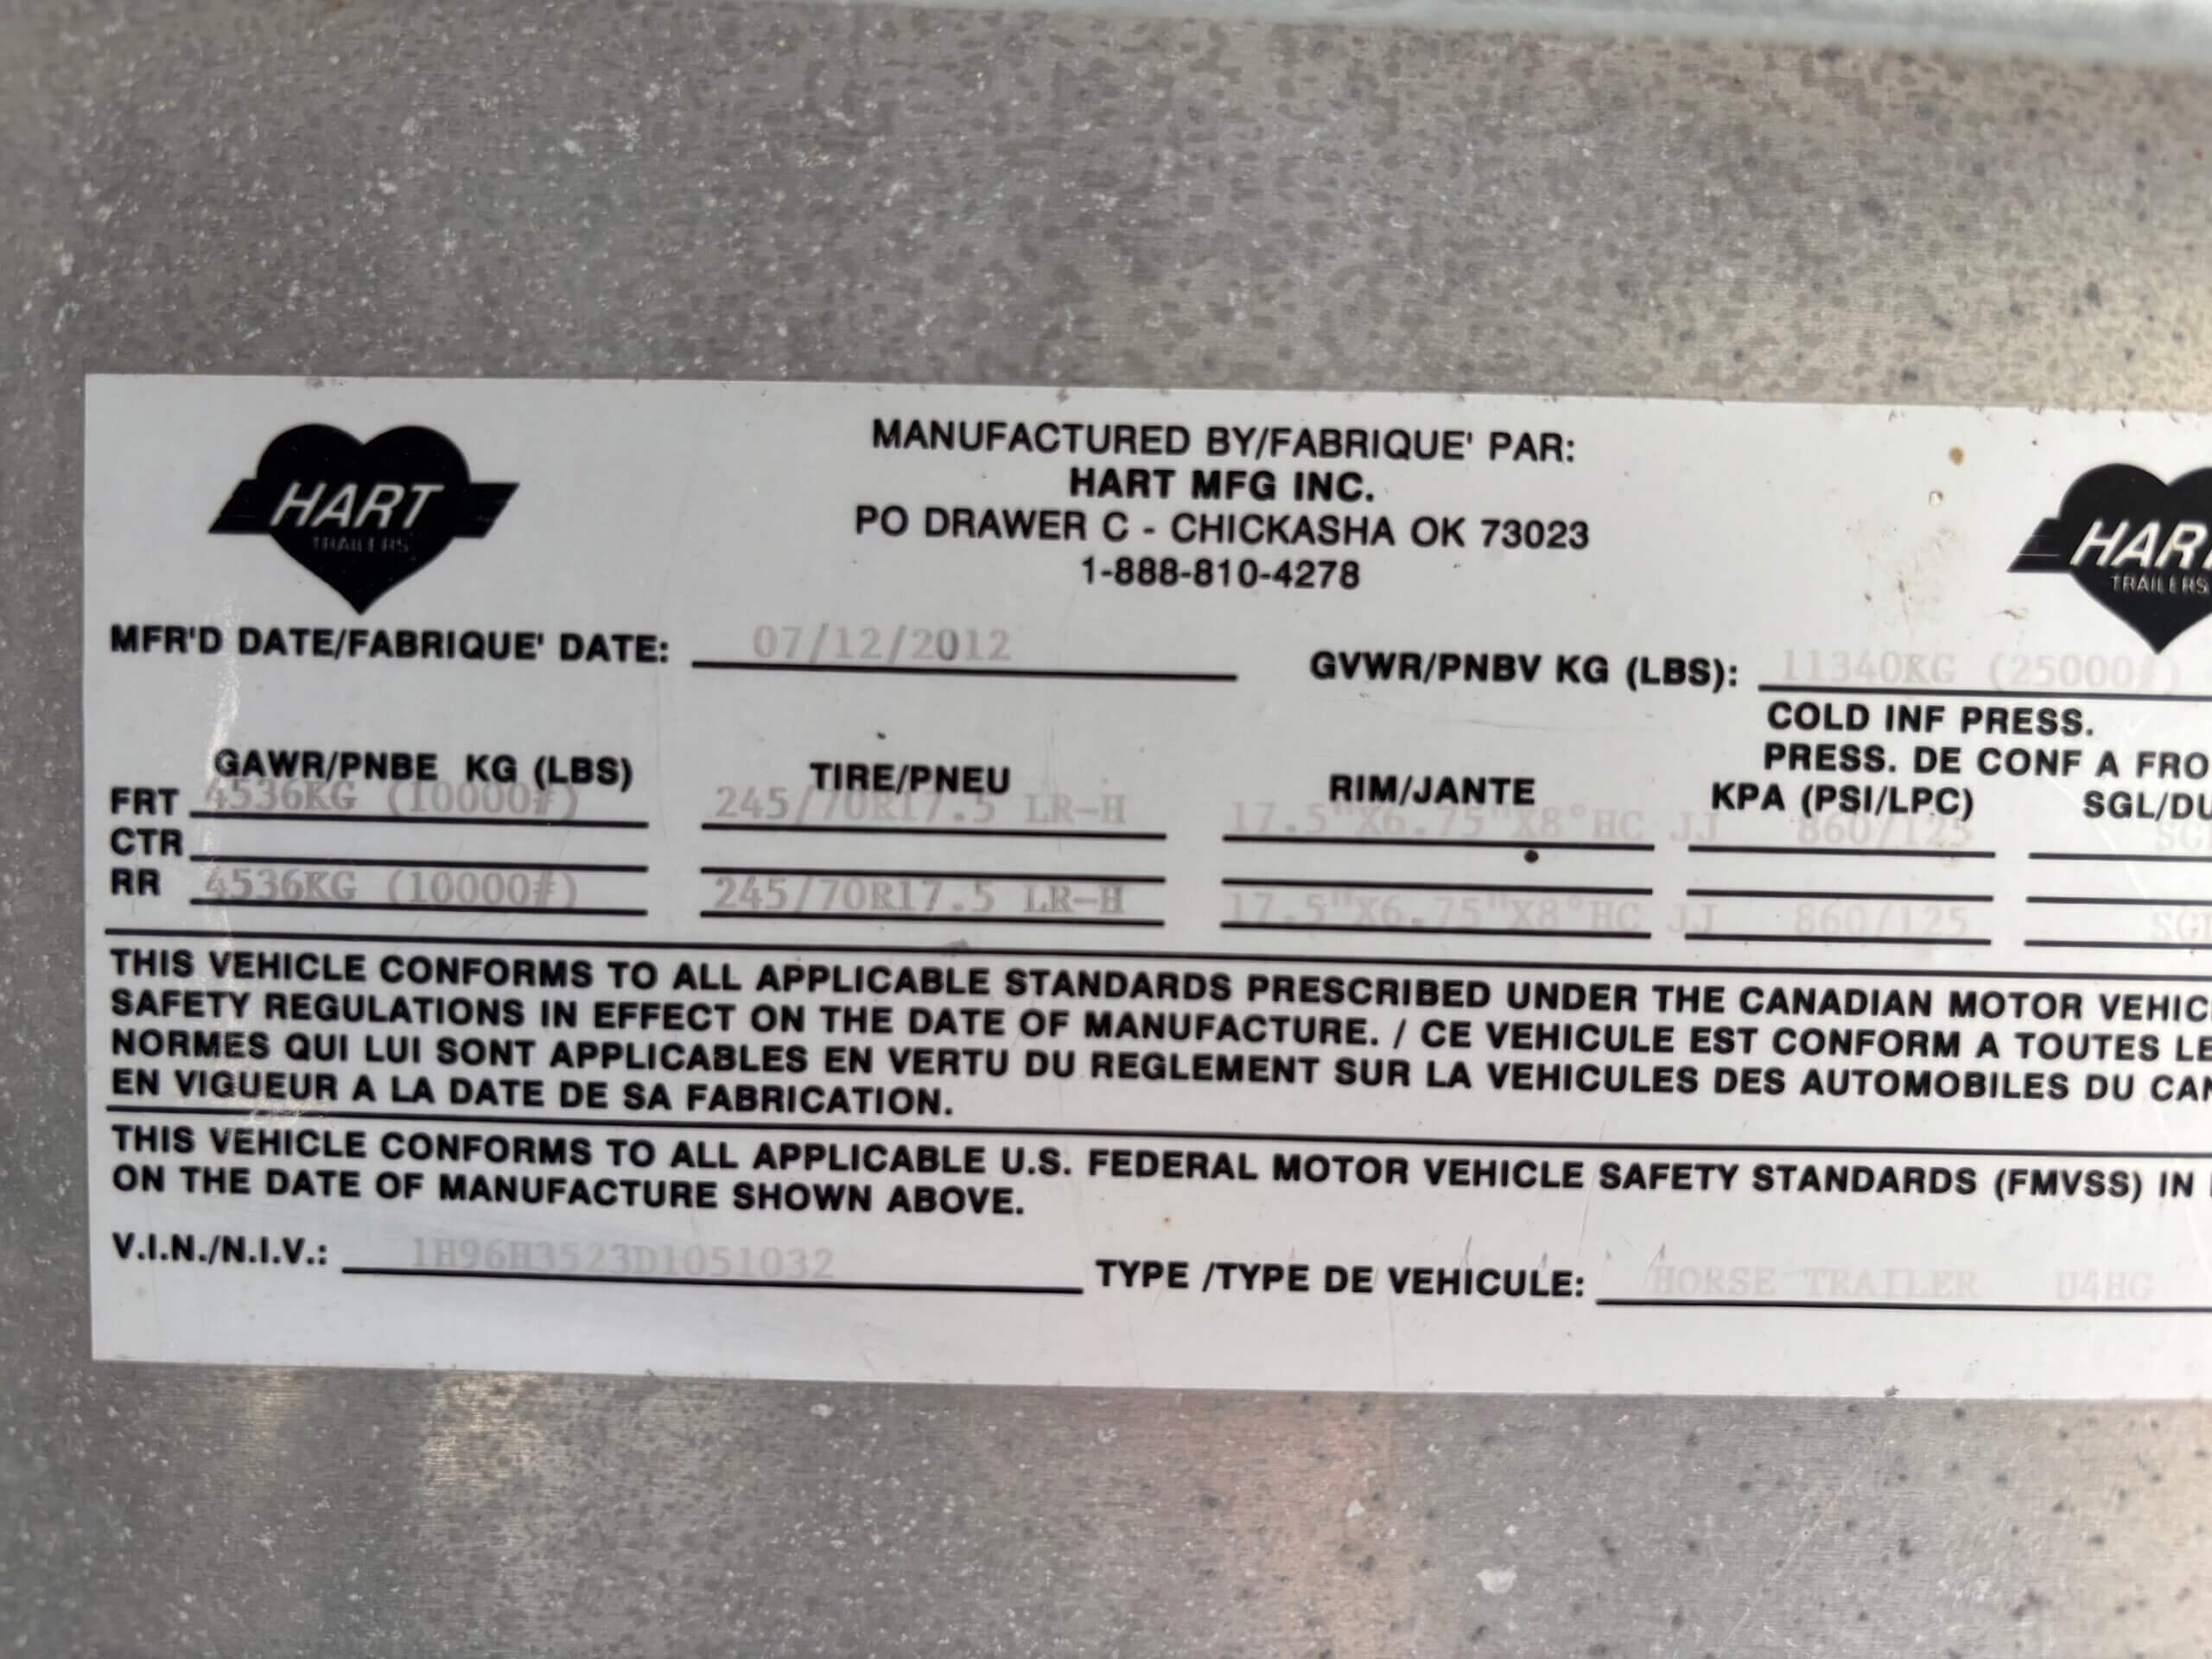 HART
TRAILERS
MANUFACTURED BY/FABRIQUE' PAR:
HART MFG INC.
PO DRAWER C - CHICKASHA OK 73023
1-888-810-4278
HAR
TRAILERS
MFR'D DATE/FABRIQUE' DATE: 07/12/2012
GVWR/PNBV KG (LBS): 11340KG (25000#)
COLD INF PRESS.
PRESS. DE CONF A FRO
GAWR/PNBE KG (LBS) TIRE/PNEU RIM/JANTE KPA (PSI/LPC) SGL/DU
FRT 4536KG (10000#) 245/70R17.5 LR-H 17.5"X6.75"X8°HC JJ 860/125 SG
CTR
RR 4536KG (10000#) 245/70R17.5 LR-H 17.5"X6.75"X8°HC JJ 860/125 SGL
THIS VEHICLE CONFORMS TO ALL APPLICABLE STANDARDS PRESCRIBED UNDER THE CANADIAN MOTOR VEHIC
SAFETY REGULATIONS IN EFFECT ON THE DATE OF MANUFACTURE. / CE VEHICULE EST CONFORM A TOUTES LE
NORMES QUI LUI SONT APPLICABLES EN VERTU DU REGLEMENT SUR LA VEHICULES DES AUTOMOBILES DU CAN
EN VIGUEUR A LA DATE DE SA FABRICATION.
THIS VEHICLE CONFORMS TO ALL APPLICABLE U.S. FEDERAL MOTOR VEHICLE SAFETY STANDARDS (FMVSS) IN
ON THE DATE OF MANUFACTURE SHOWN ABOVE.
V.I.N./N.I.V.: 1H96H3523D1051032 TYPE /TYPE DE VEHICULE: HORSE TRAILER U4HG